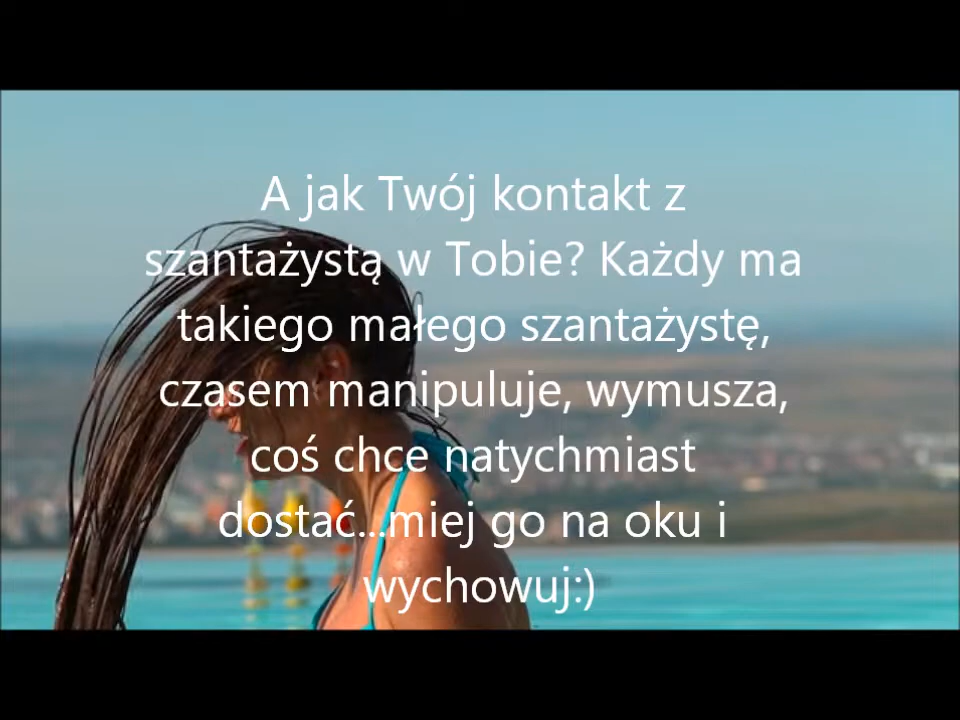 A jak Twój kontakt z
szantażystą w Tobie? Każdy ma
takiego małego szantażystę,
czasem manipuluje, wymusza,
coś chce natychmiast
dostać...miej go na oku i
wychowuj:)